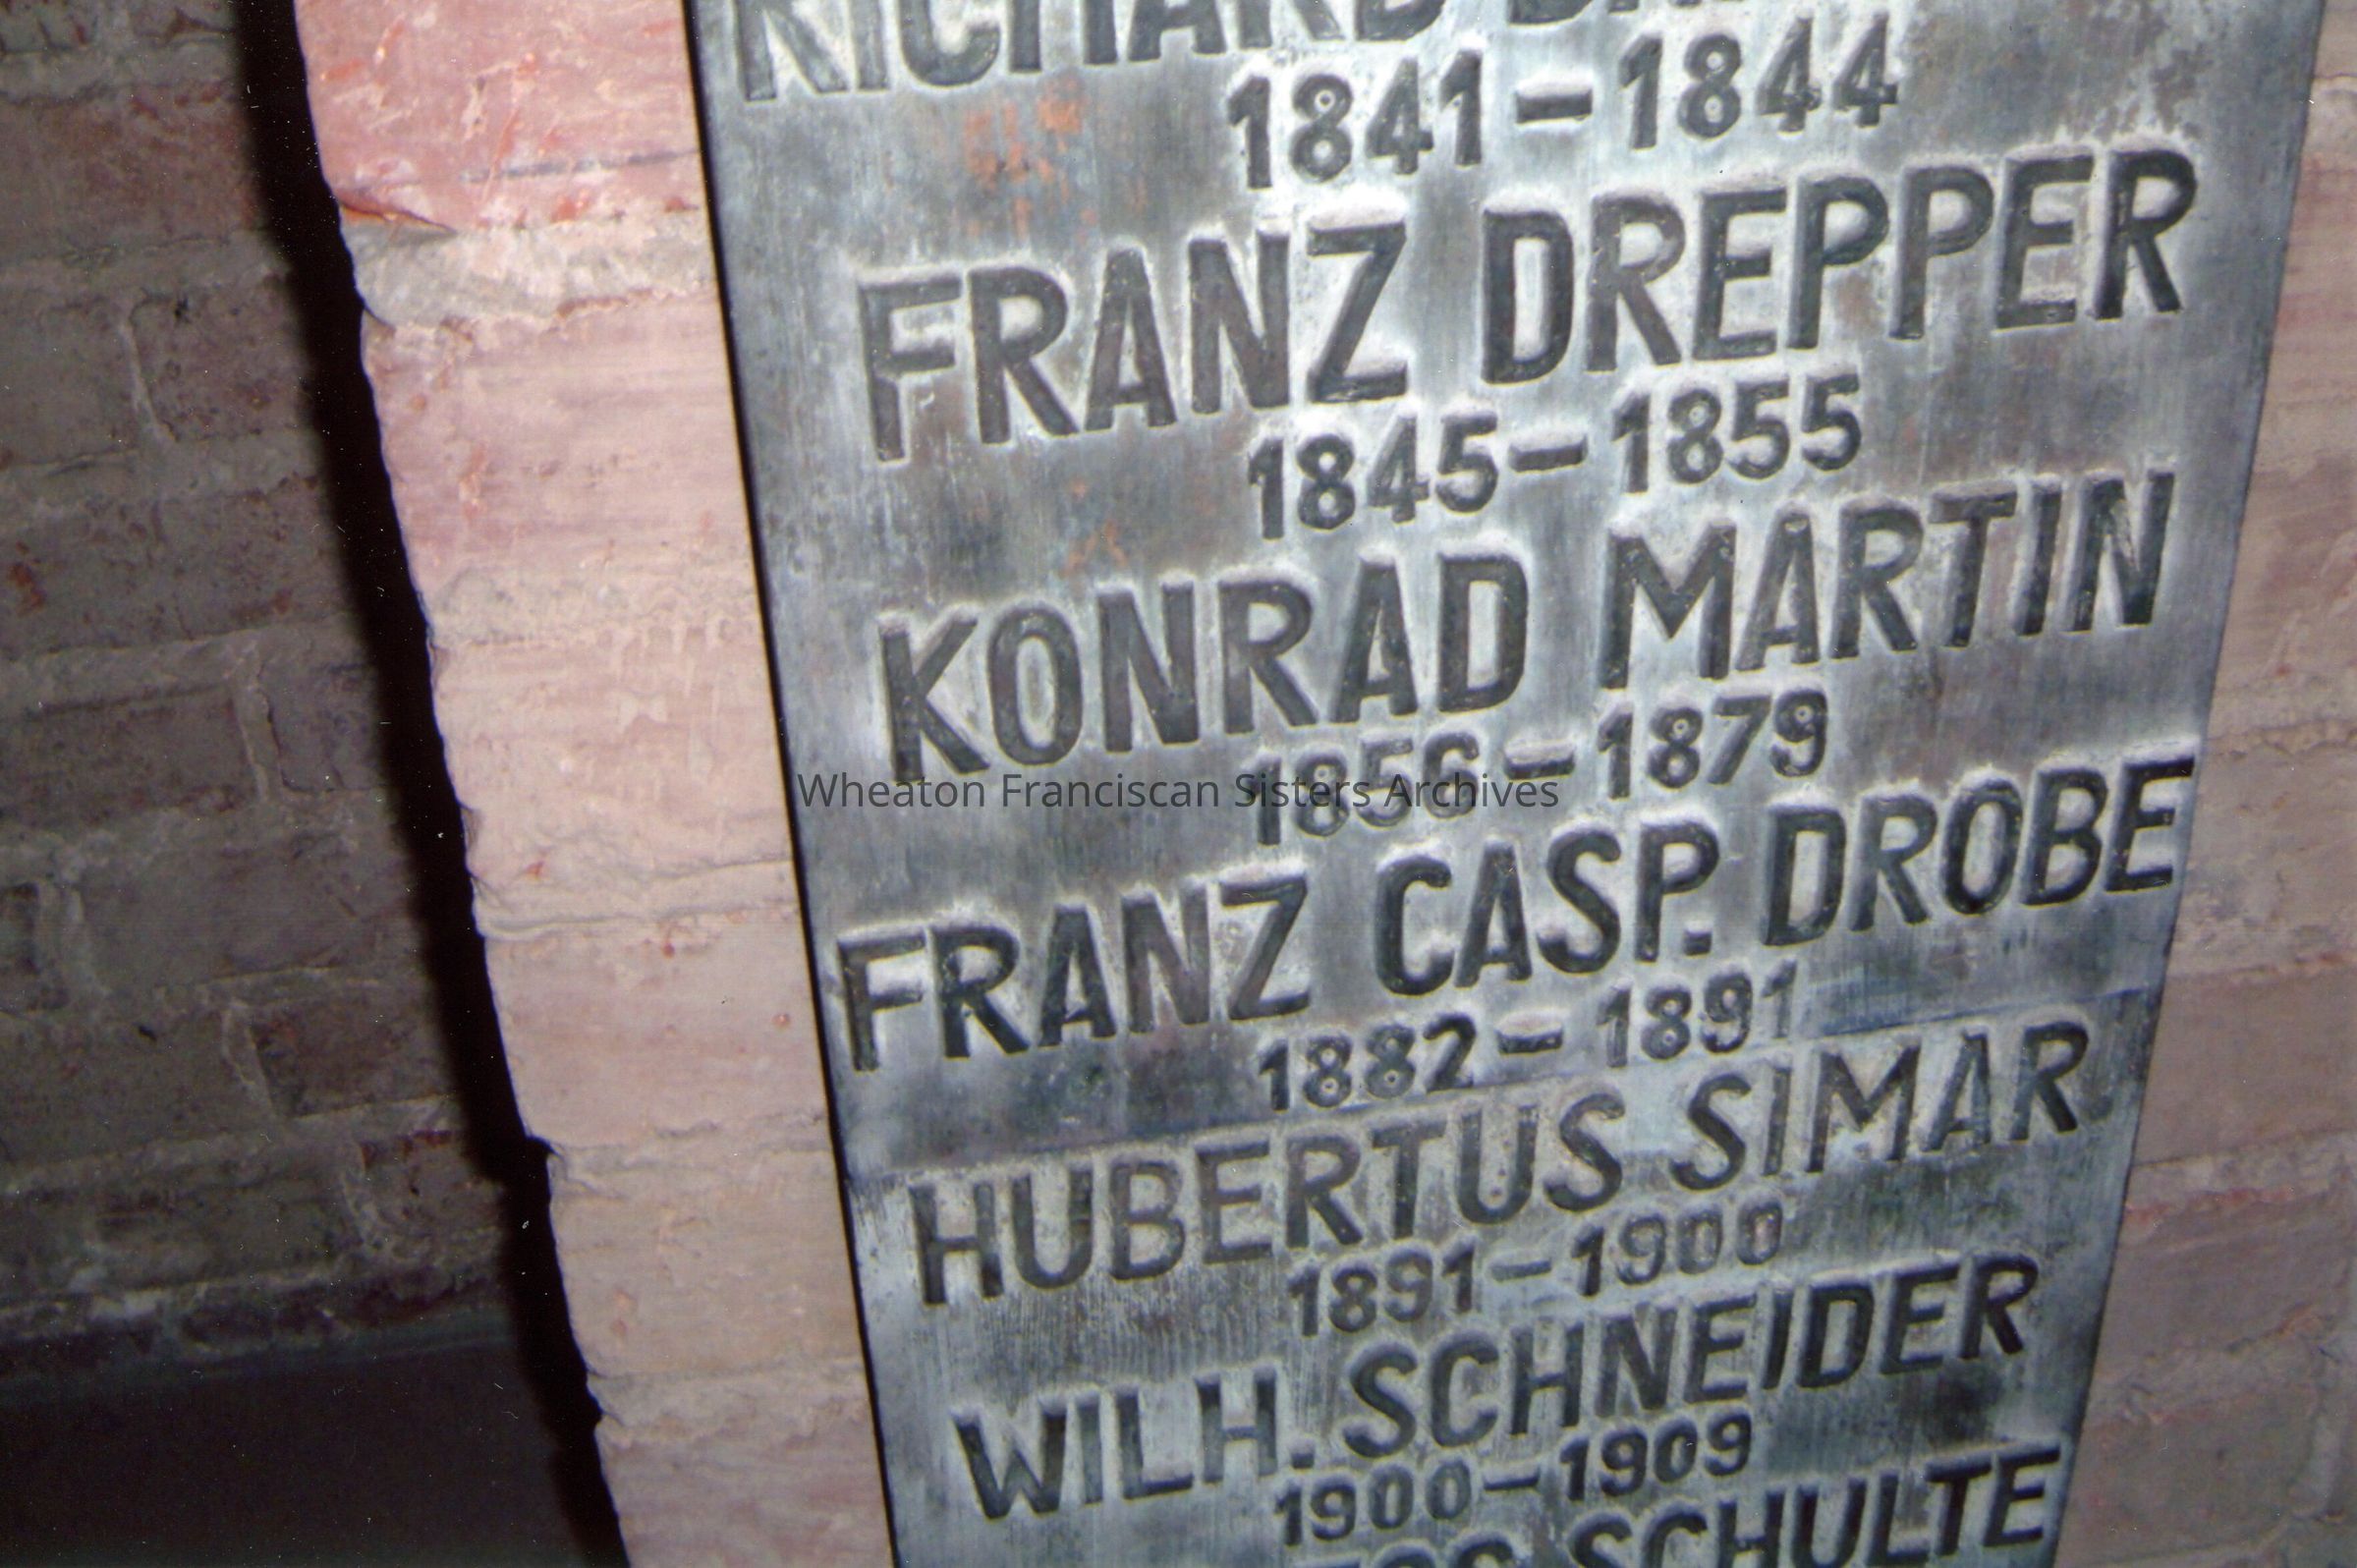 RICHARD
1841–1844
FRANZ DREPPER
1845–1855
KONRAD MARTIN
1856–1879
Wheaton Franciscan Sisters Archives
FRANZ CASP. DROBE
1882–1891
HUBERTUS SIMAR
1891–1900
WILH. SCHNEIDER
1900–1909
SCHULTE